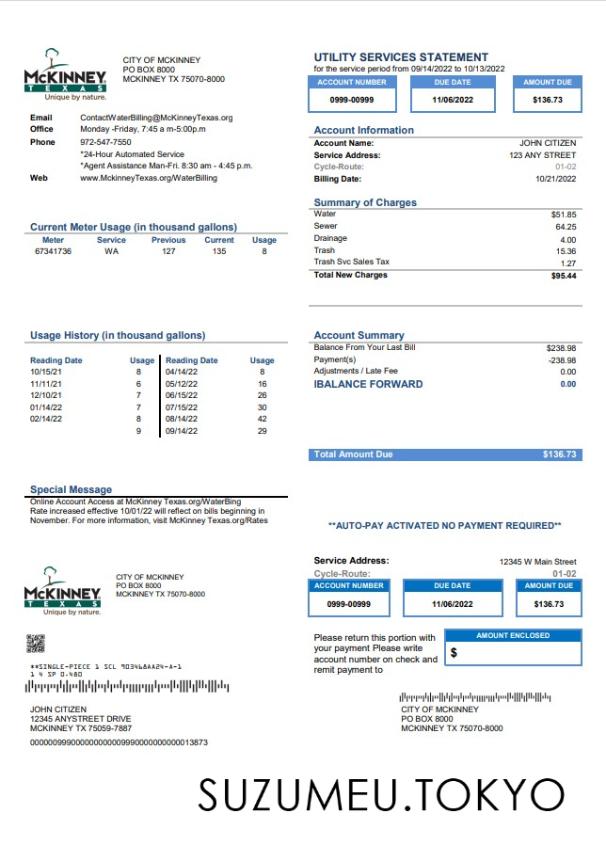 McKINNEY
TEXAS
Unique by nature.
CITY OF MCKINNEY
PO BOX 8000
MCKINNEY TX 75070-8000
UTILITY SERVICES STATEMENT
for the service period from 09/14/2022 to 10/13/2022
ACCOUNT NUMBER DUE DATE AMOUNT DUE
0999-00999 11/06/2022 $136.73
Email ContactWaterBilling@McKinneyTexas.org
Office Monday -Friday, 7:45 a m-5:00p.m
Phone 972-547-7550
*24-Hour Automated Service
*Agent Assistance Man-Fri. 8:30 am - 4:45 p.m.
Web www.MckinneyTexas.org/WaterBilling
Account Information
Account Name: JOHN CITIZEN
Service Address: 123 ANY STREET
Cycle-Route: 01-02
Billing Date: 10/21/2022
Current Meter Usage (in thousand gallons)
Meter Service Previous Current Usage
67341736 WA 127 135 8
Summary of Charges
Water $51.85
Sewer 64.25
Drainage 4.00
Trash 15.36
Trash Svc Sales Tax 1.27
Total New Charges $95.44
Usage History (in thousand gallons)
Reading Date Usage Reading Date Usage
10/15/21 8 04/14/22 8
11/11/21 6 05/12/22 16
12/10/21 7 06/15/22 26
01/14/22 7 07/15/22 30
02/14/22 8 08/14/22 42
9 09/14/22 29
Account Summary
Balance From Your Last Bill $238.98
Payment(s) -238.98
Adjustments / Late Fee 0.00
IBALANCE FORWARD 0.00
Total Amount Due $136.73
Special Message
Online Account Access at McKinney Texas.org/WaterBing
Rate increased effective 10/01/22 will reflect on bills beginning in
November. For more information, visit McKinney Texas.org/Rates
**AUTO-PAY ACTIVATED NO PAYMENT REQUIRED**
McKINNEY
TEXAS
Unique by nature.
CITY OF MCKINNEY
PO BOX 8000
MCKINNEY TX 75070-8000
Service Address: 12345 W Main Street
Cycle-Route: 01-02
ACCOUNT NUMBER DUE DATE AMOUNT DUE
0999-00999 11/06/2022 $136.73
Please return this portion with
your payment Please write
account number on check and
remit payment to
AMOUNT ENCLOSED
$
**SINGLE-PIECE 1 SCL
JOHN CITIZEN
12345 ANYSTREET DRIVE
MCKINNEY TX 75059-7887
CITY OF MCKINNEY
PO BOX 8000
MCKINNEY TX 75070-8000
SUZUMEU.TOKYO